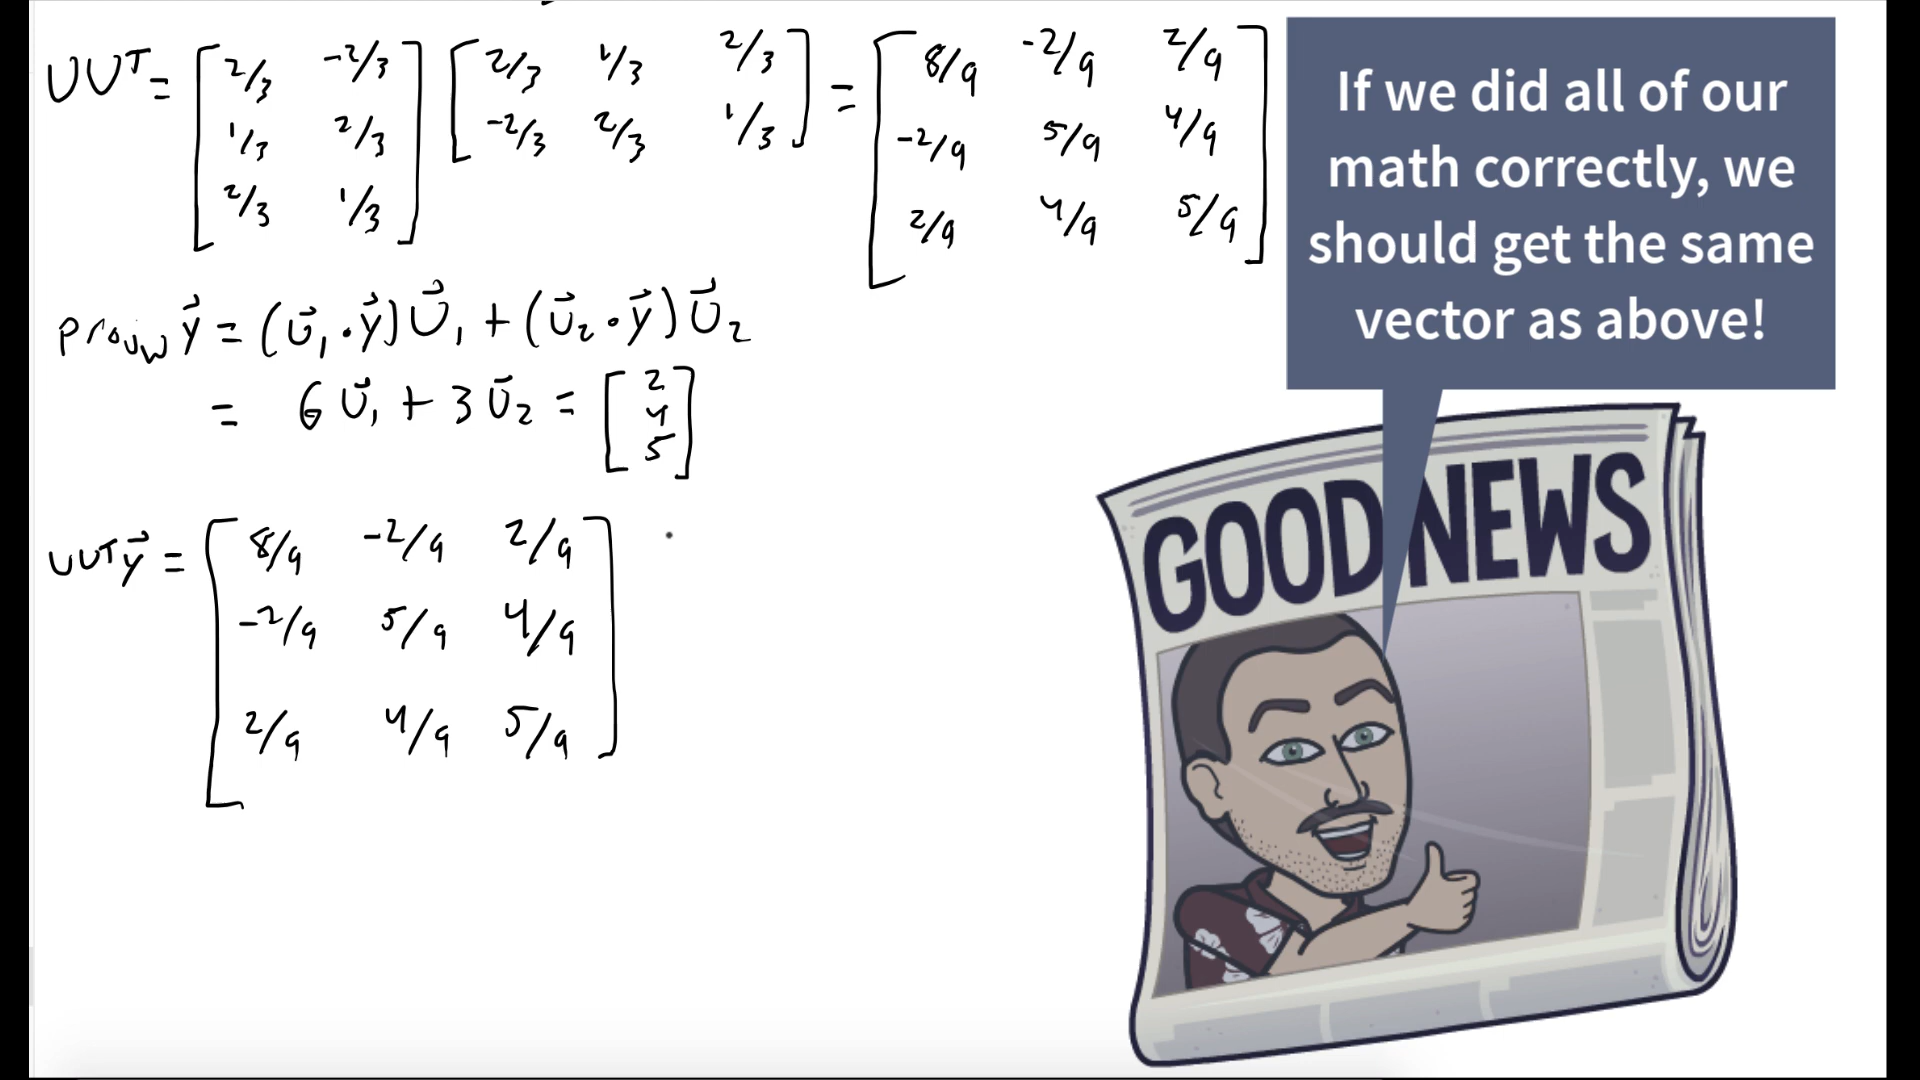 UUᵀ = [2/3 -2/3] [2/3 1/3 2/3] = [8/9 -2/9 2/9]
[1/3 2/3] [-2/3 2/3 1/3] [-2/9 5/9 4/9]
[2/3 1/3] [2/9 4/9 5/9]
projw y⃗ = (u⃗₁ · y⃗) u⃗₁ + (u⃗₂ · y⃗) u⃗₂
= 6 u⃗₁ + 3 u⃗₂ = [2 4 5]
UUᵀy⃗ = [8/9 -2/9 2/9]
[-2/9 5/9 4/9]
[2/9 4/9 5/9]
If we did all of our
math correctly, we
should get the same
vector as above!
GOOD NEWS